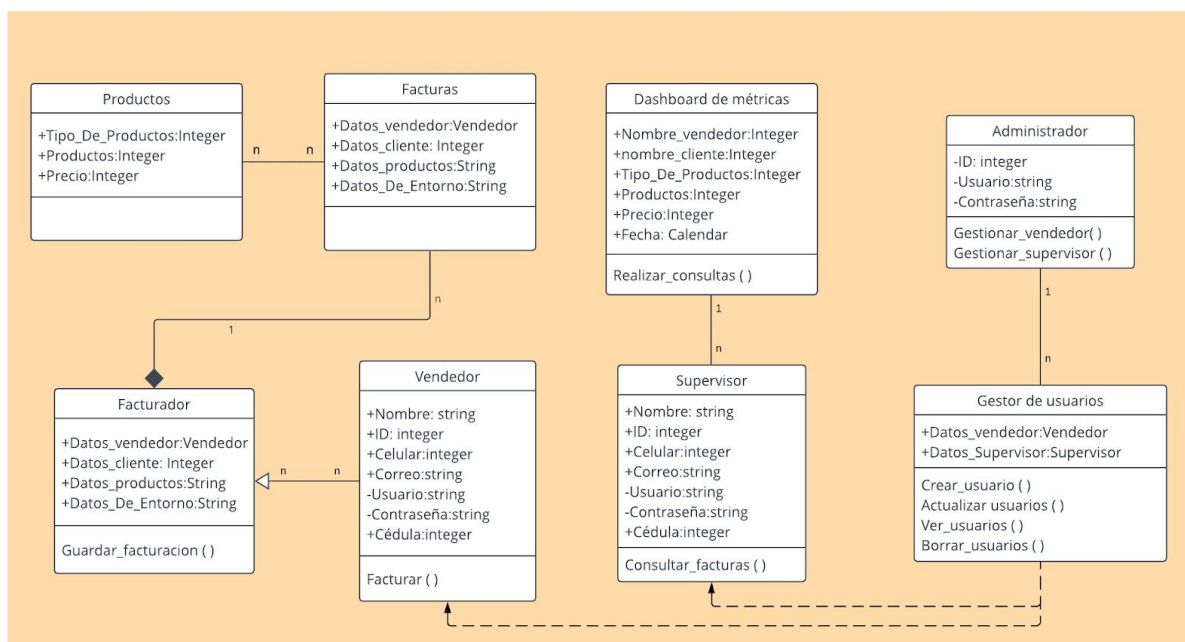 Productos
+Tipo_De_Productos:Integer
+Productos:Integer
+Precio:Integer
n
n
Facturas
+Datos_vendedor:Vendedor
+Datos_cliente: Integer
+Datos_productos:String
+Datos_De_Entorno:String
n
1
Dashboard de métricas
+Nombre_vendedor:Integer
+nombre_cliente:Integer
+Tipo_De_Productos:Integer
+Productos:Integer
+Precio:Integer
+Fecha: Calendar
Realizar_consultas ( )
1
n
Administrador
-ID: integer
-Usuario:string
-Contraseña:string
Gestionar_vendedor( )
Gestionar_supervisor ( )
1
n
Facturador
+Datos_vendedor:Vendedor
+Datos_cliente: Integer
+Datos_productos:String
+Datos_De_Entorno:String
Guardar_facturacion ( )
n
n
Vendedor
+Nombre: string
+ID: integer
+Celular:integer
+Correo:string
-Usuario:string
-Contraseña:string
+Cédula:integer
Facturar ( )
Supervisor
+Nombre: string
+ID: integer
+Celular:integer
+Correo:string
-Usuario:string
-Contraseña:string
+Cédula:integer
Consultar_facturas ( )
Gestor de usuarios
+Datos_vendedor:Vendedor
+Datos_Supervisor:Supervisor
Crear_usuario ( )
Actualizar usuarios ( )
Ver_usuarios ( )
Borrar_usuarios ( )